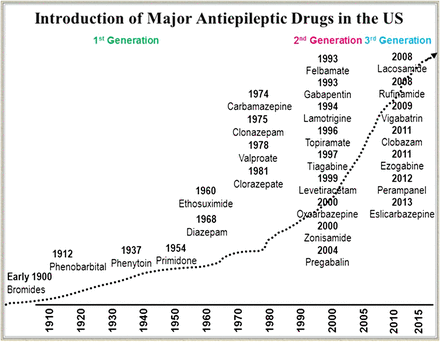 Introduction of Major Antiepileptic Drugs in the US
1st Generation
2nd Generation
3rd Generation
Early 1900
Bromides
1912
Phenobarbital
1937
Phenytoin
1954
Primidone
1960
Ethosuximide
1968
Diazepam
1974
Carbamazepine
1975
Clonazepam
1978
Valproate
1981
Clorazepate
1993
Felbamate
1993
Gabapentin
1994
Lamotrigine
1996
Topiramate
1997
Tiagabine
1999
Levetiracetam
2000
Oxcarbazepine
2000
Zonisamide
2004
Pregabalin
2008
Lacosamide
2008
Rufinamide
2009
Vigabatrin
2011
Clobazam
2011
Ezogabine
2012
Perampanel
2013
Eslicarbazepine
1910 1920 1930 1940 1950 1960 1970 1980 1990 2000 2005 2010 2015